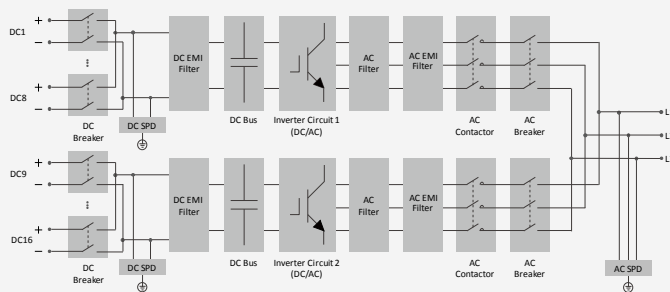 DC1
+
−
DC8
+
−
DC
Breaker
DC SPD
DC EMI
Filter
DC Bus
Inverter Circuit 1
(DC/AC)
AC
Filter
AC EMI
Filter
AC
Contactor
AC
Breaker
L
L
L
DC9
+
−
DC16
+
−
DC
Breaker
DC SPD
DC EMI
Filter
DC Bus
Inverter Circuit 2
(DC/AC)
AC
Filter
AC EMI
Filter
AC
Contactor
AC
Breaker
AC SPD